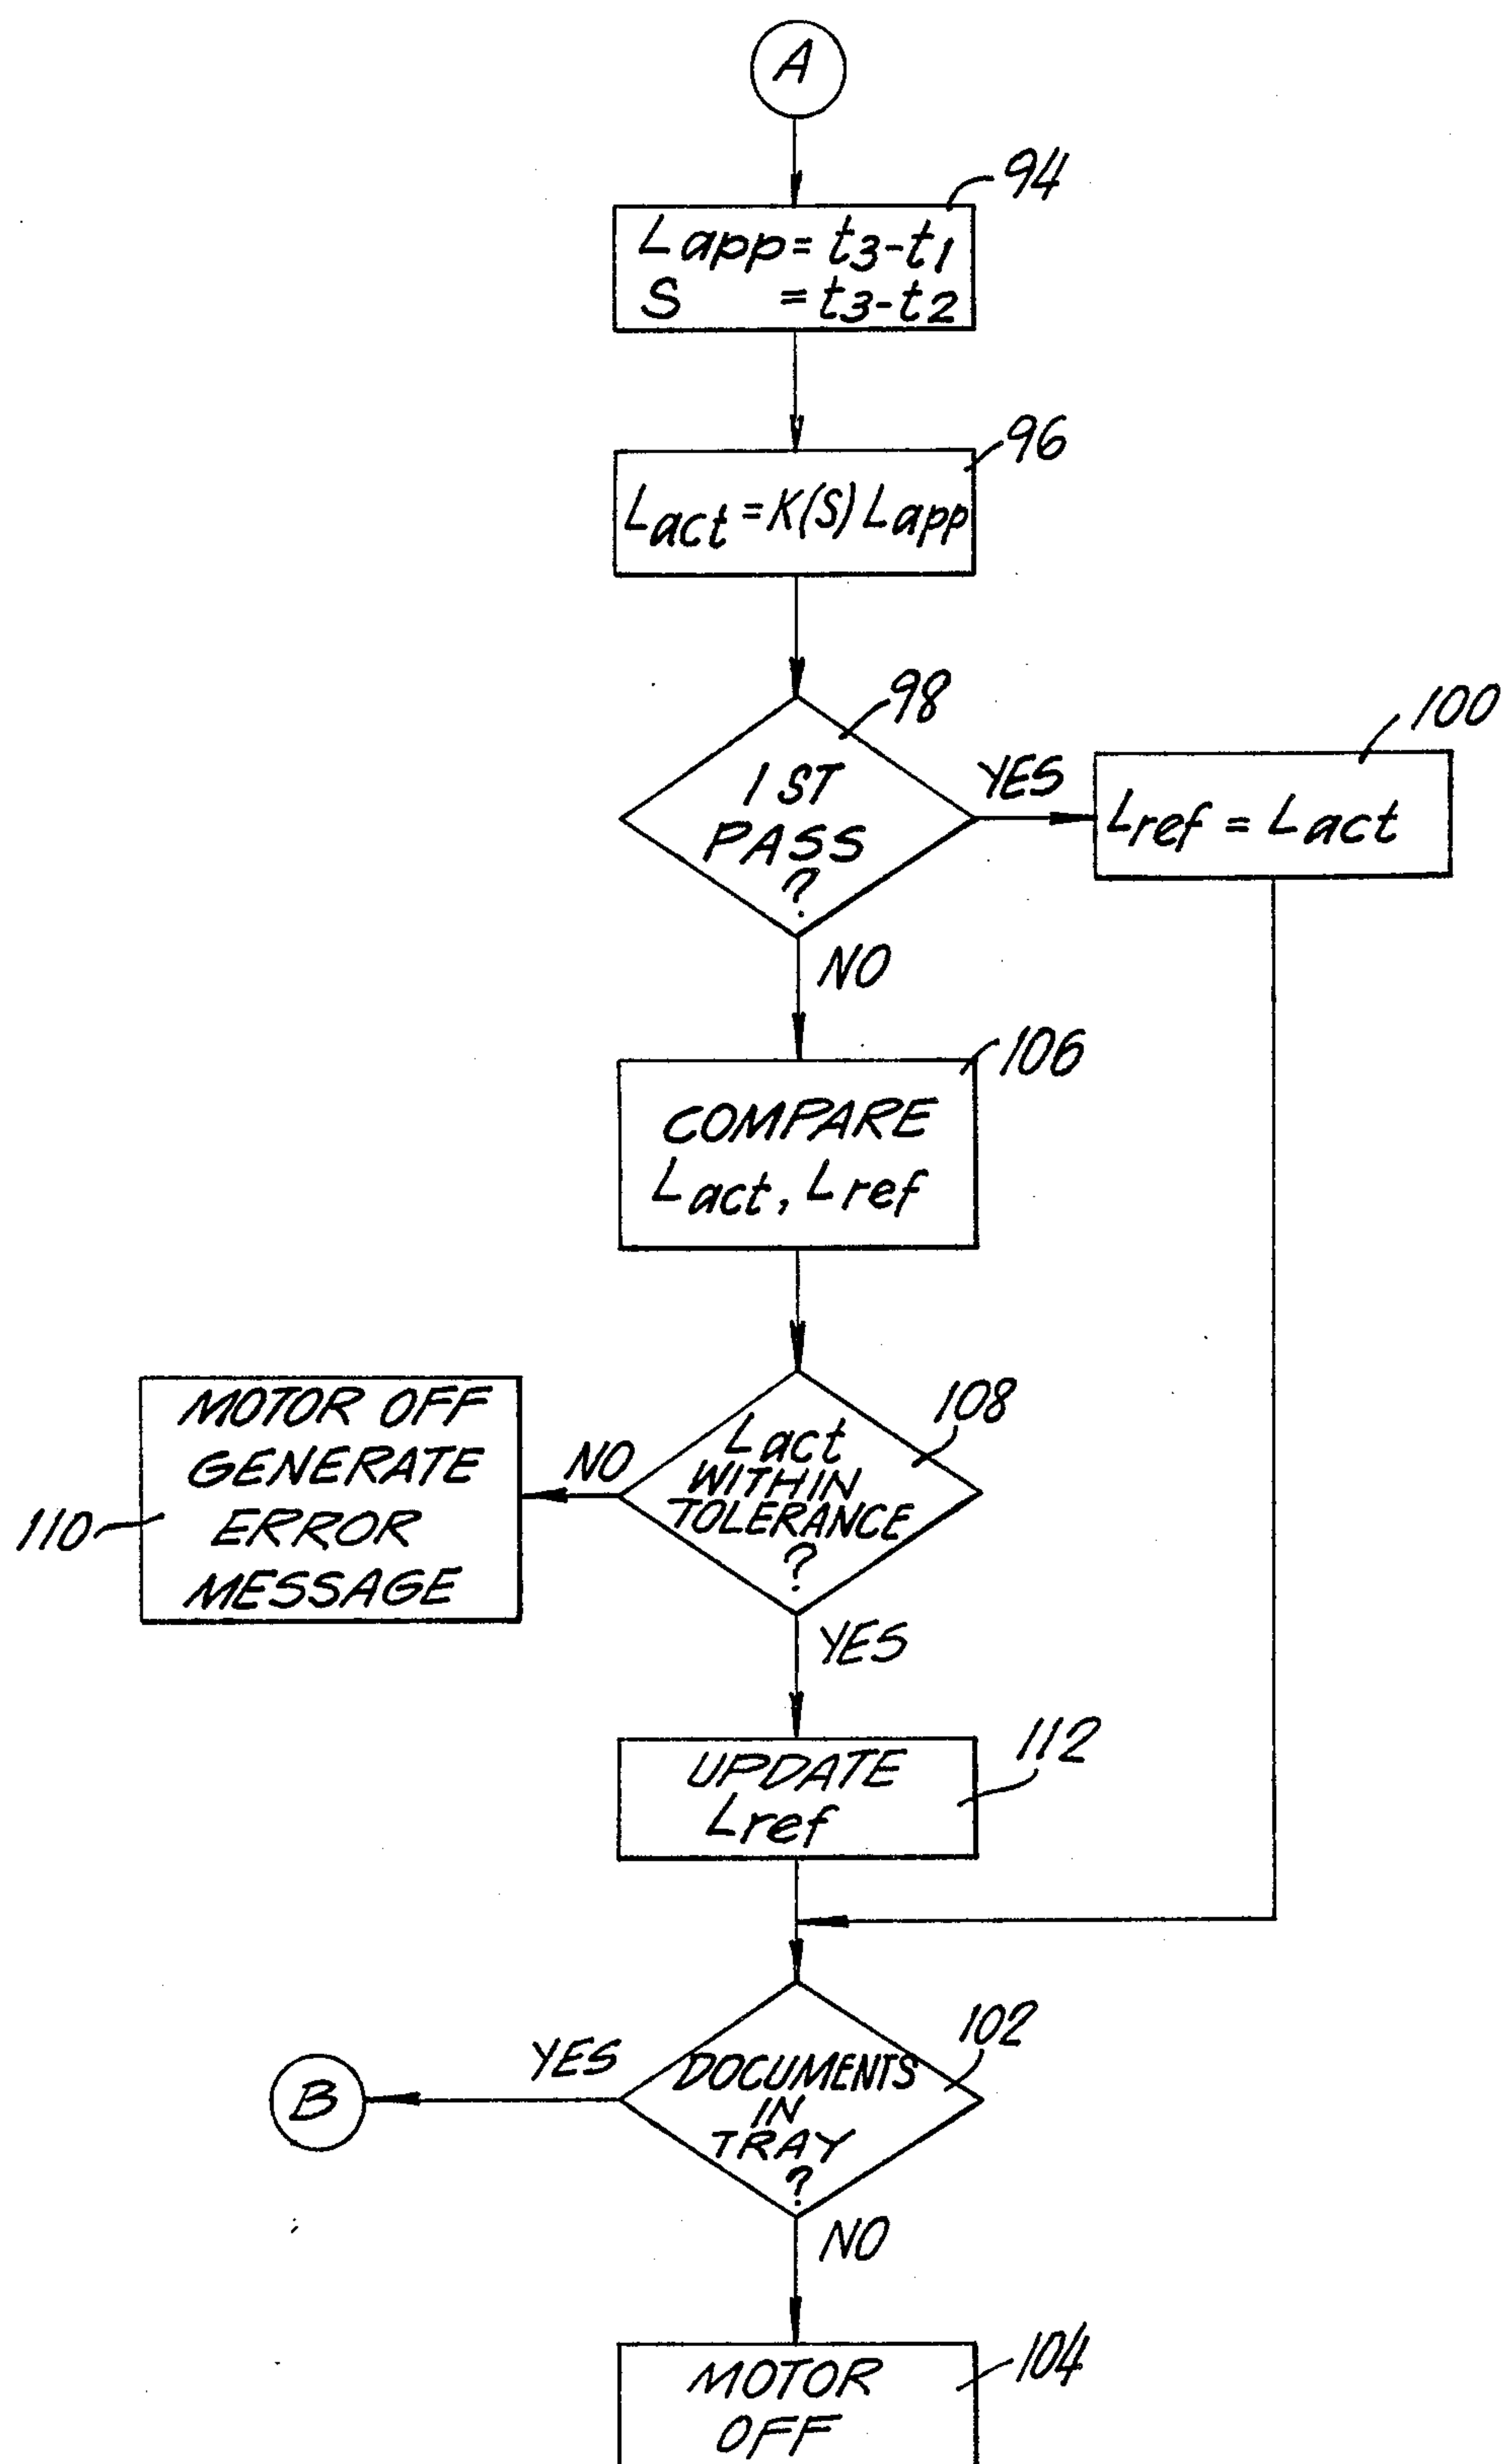 A
94
Lapp = t3-t1
S = t3-t2
96
Lact = K(S) Lapp
98
1 ST
PASS
?
YES
100
Lref = Lact
NO
106
COMPARE
Lact, Lref
108
Lact
WITHIN
TOLERANCE
?
NO
MOTOR OFF
GENERATE
ERROR
MESSAGE
110
YES
112
UPDATE
Lref
102
DOCUMENTS
IN
TRAY
?
YES
B
NO
104
MOTOR
OFF